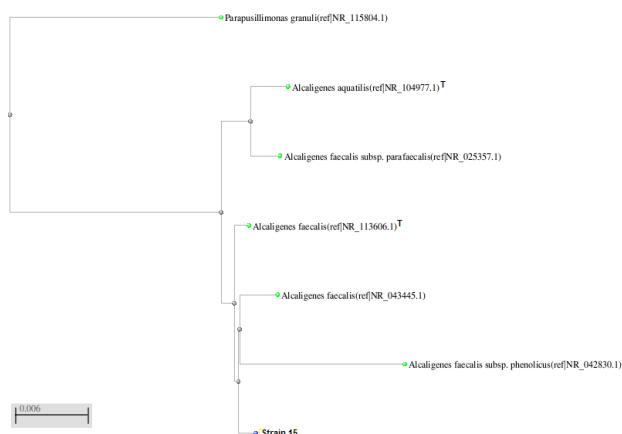 Parapusillimonas granuli(ref|NR_115804.1)
Alcaligenes aquatilis(ref|NR_104977.1)T
Alcaligenes faecalis subsp. parafaecalis(ref|NR_025357.1)
Alcaligenes faecalis(ref|NR_113606.1)T
Alcaligenes faecalis(ref|NR_043445.1)
Alcaligenes faecalis subsp. phenolicus(ref|NR_042830.1)
0.006
Strain 15